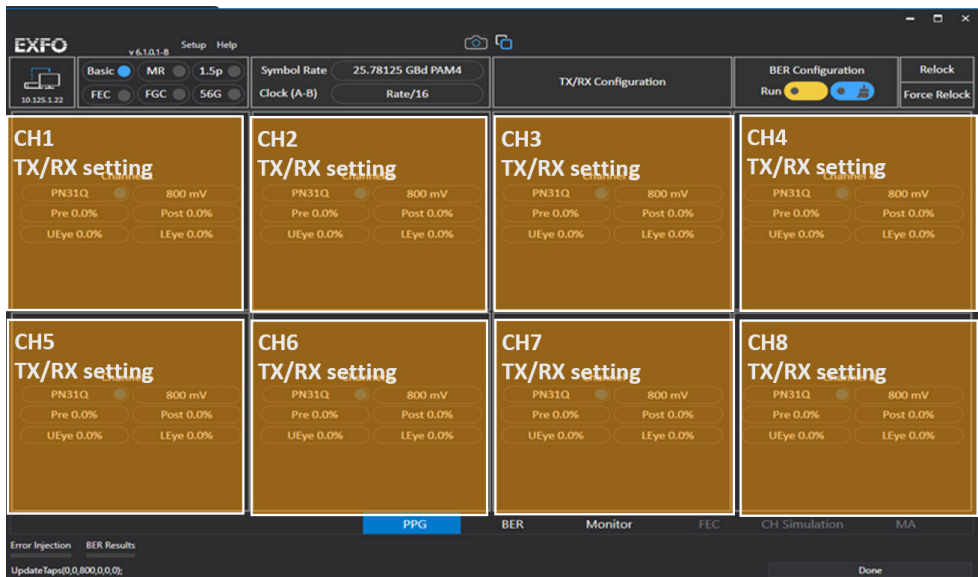 EXFO
v 6.1.0.1-8 Setup Help
10.125.1.22
Basic MR 1.5p
FEC FGC 56G
Symbol Rate 25.78125 GBd PAM4
Clock (A-B) Rate/16
TX/RX Configuration
BER Configuration
Run
Relock
Force Relock
CH1
TX/RX setting
PN31Q 800 mV
Pre 0.0% Post 0.0%
UEye 0.0% LEye 0.0%
CH2
TX/RX setting
PN31Q 800 mV
Pre 0.0% Post 0.0%
UEye 0.0% LEye 0.0%
CH3
TX/RX setting
PN31Q 800 mV
Pre 0.0% Post 0.0%
UEye 0.0% LEye 0.0%
CH4
TX/RX setting
PN31Q 800 mV
Pre 0.0% Post 0.0%
UEye 0.0% LEye 0.0%
CH5
TX/RX setting
PN31Q 800 mV
Pre 0.0% Post 0.0%
UEye 0.0% LEye 0.0%
CH6
TX/RX setting
PN31Q 800 mV
Pre 0.0% Post 0.0%
UEye 0.0% LEye 0.0%
CH7
TX/RX setting
PN31Q 800 mV
Pre 0.0% Post 0.0%
UEye 0.0% LEye 0.0%
CH8
TX/RX setting
PN31Q 800 mV
Pre 0.0% Post 0.0%
UEye 0.0% LEye 0.0%
PPG BER Monitor FEC CH Simulation MA
Error Injection BER Results
UpdateTaps(0,0,800,0,0,0); Done